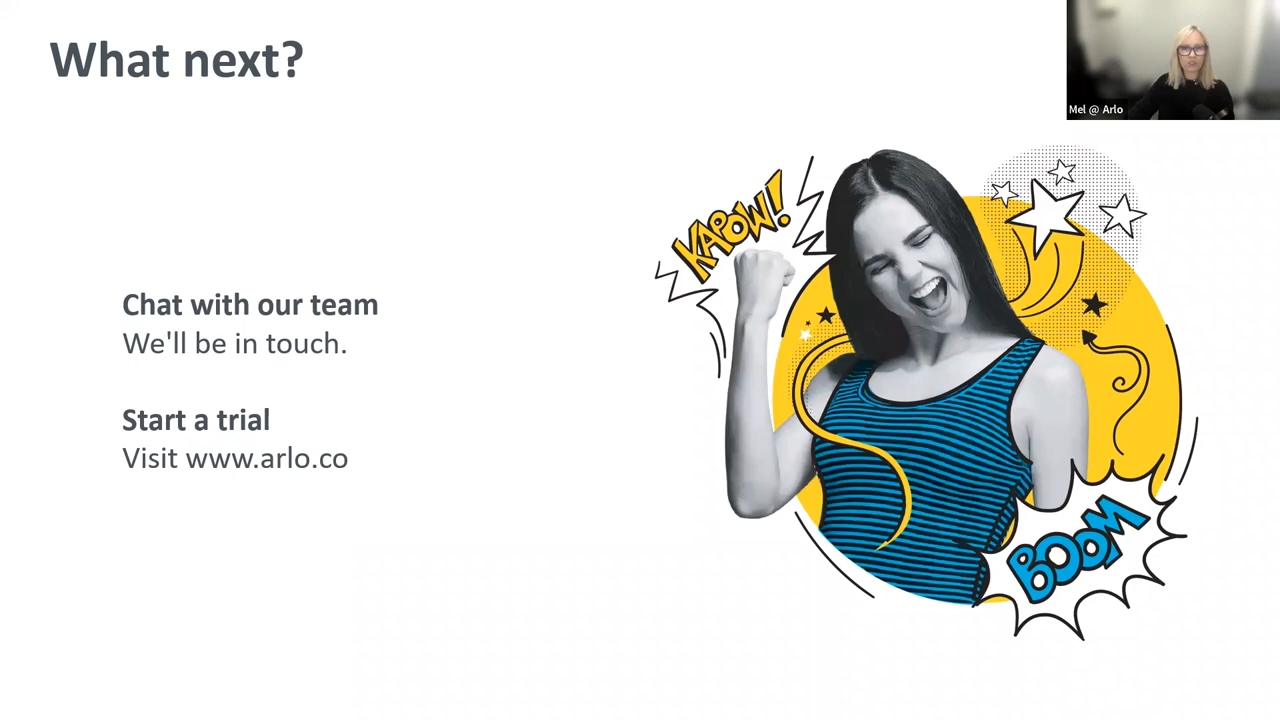 What next?
Mel @ Arlo
KAPOW!
Chat with our team
We'll be in touch.
Start a trial
Visit www.arlo.co
BOOM